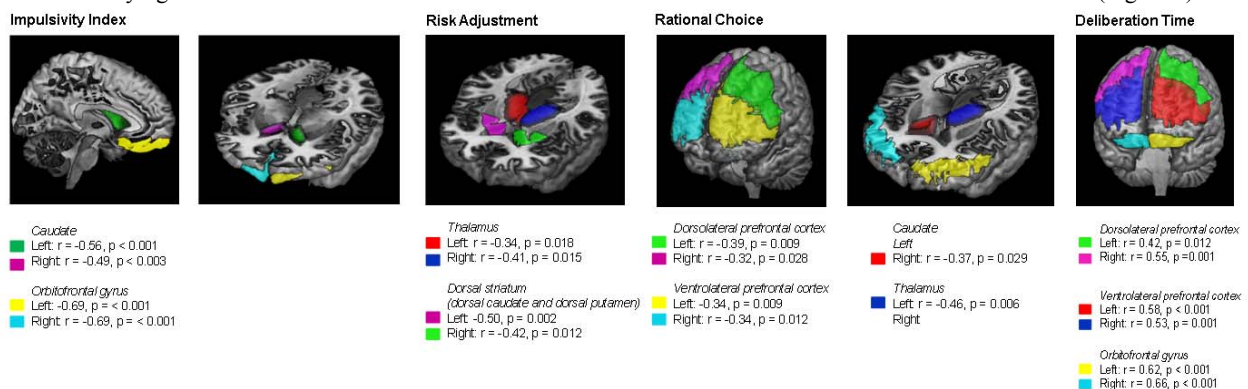 Impulsivity Index
Risk Adjustment
Rational Choice
Deliberation Time
Caudate
Left: r = -0.56, p < 0.001
Right: r = -0.49, p < 0.003
Orbitofrontal gyrus
Left: -0.69, p = < 0.001
Right: r = -0.69, p = < 0.001
Thalamus
Left: r = -0.34, p = 0.018
Right: r = -0.41, p = 0.015
Dorsal striatum
(dorsal caudate and dorsal putamen)
Left: -0.50, p = 0.002
Right: r = -0.42, p = 0.012
Dorsolateral prefrontal cortex
Left: r = -0.39, p = 0.009
Right: r = -0.32, p = 0.028
Ventrolateral prefrontal cortex
Left: -0.34, p = 0.009
Right: r = -0.34, p = 0.012
Caudate
Left
Right: r = -0.37, p = 0.029
Thalamus
Left: r = -0.46, p = 0.006
Right
Dorsolateral prefrontal cortex
Left: r = 0.42, p = 0.012
Right: r = 0.55, p =0.001
Ventrolateral prefrontal cortex
Left: r = 0.58, p < 0.001
Right: r = 0.53, p = 0.001
Orbitofrontal gyrus
Left: r = 0.62, p < 0.001
Right: r = 0.66, p < 0.001